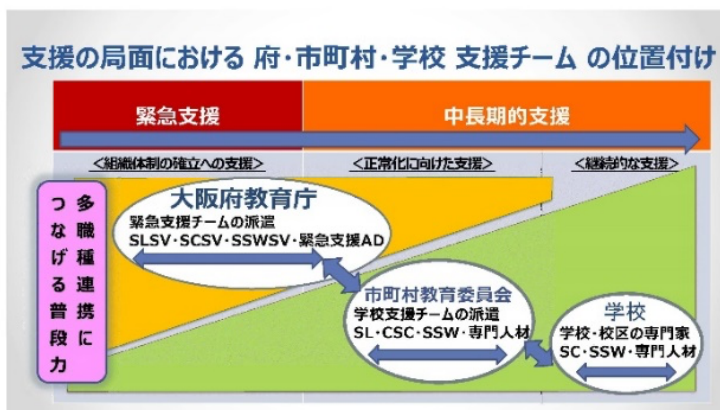 支援の局面における 府・市町村・学校 支援チーム の位置付け
緊急支援
中長期的支援
<組織体制の確立への支援>
<正常化に向けた支援>
<継続的な支援>
多職種連携に
つなげる普段力
大阪府教育庁
緊急支援チームの派遣
SLSV・SCSV・SSWSV・緊急支援AD
市町村教育委員会
学校支援チームの派遣
SL・CSC・SSW・専門人材
学校
学校・校区の専門家
SC・SSW・専門人材